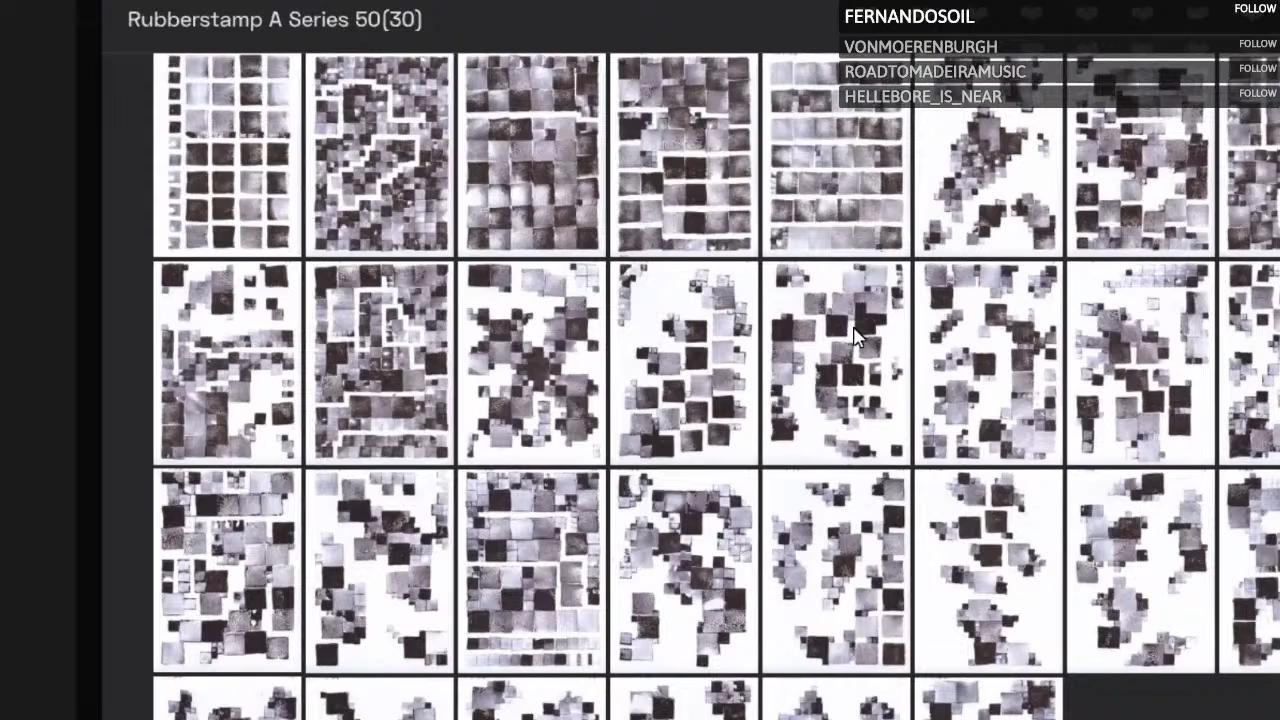 Rubberstamp A Series 50(30)
FERNANDOSOIL
FOLLOW
VONMOERENBURGH
FOLLOW
ROADTOMADEIRAMUSIC
FOLLOW
HELLEBORE_IS_NEAR
FOLLOW